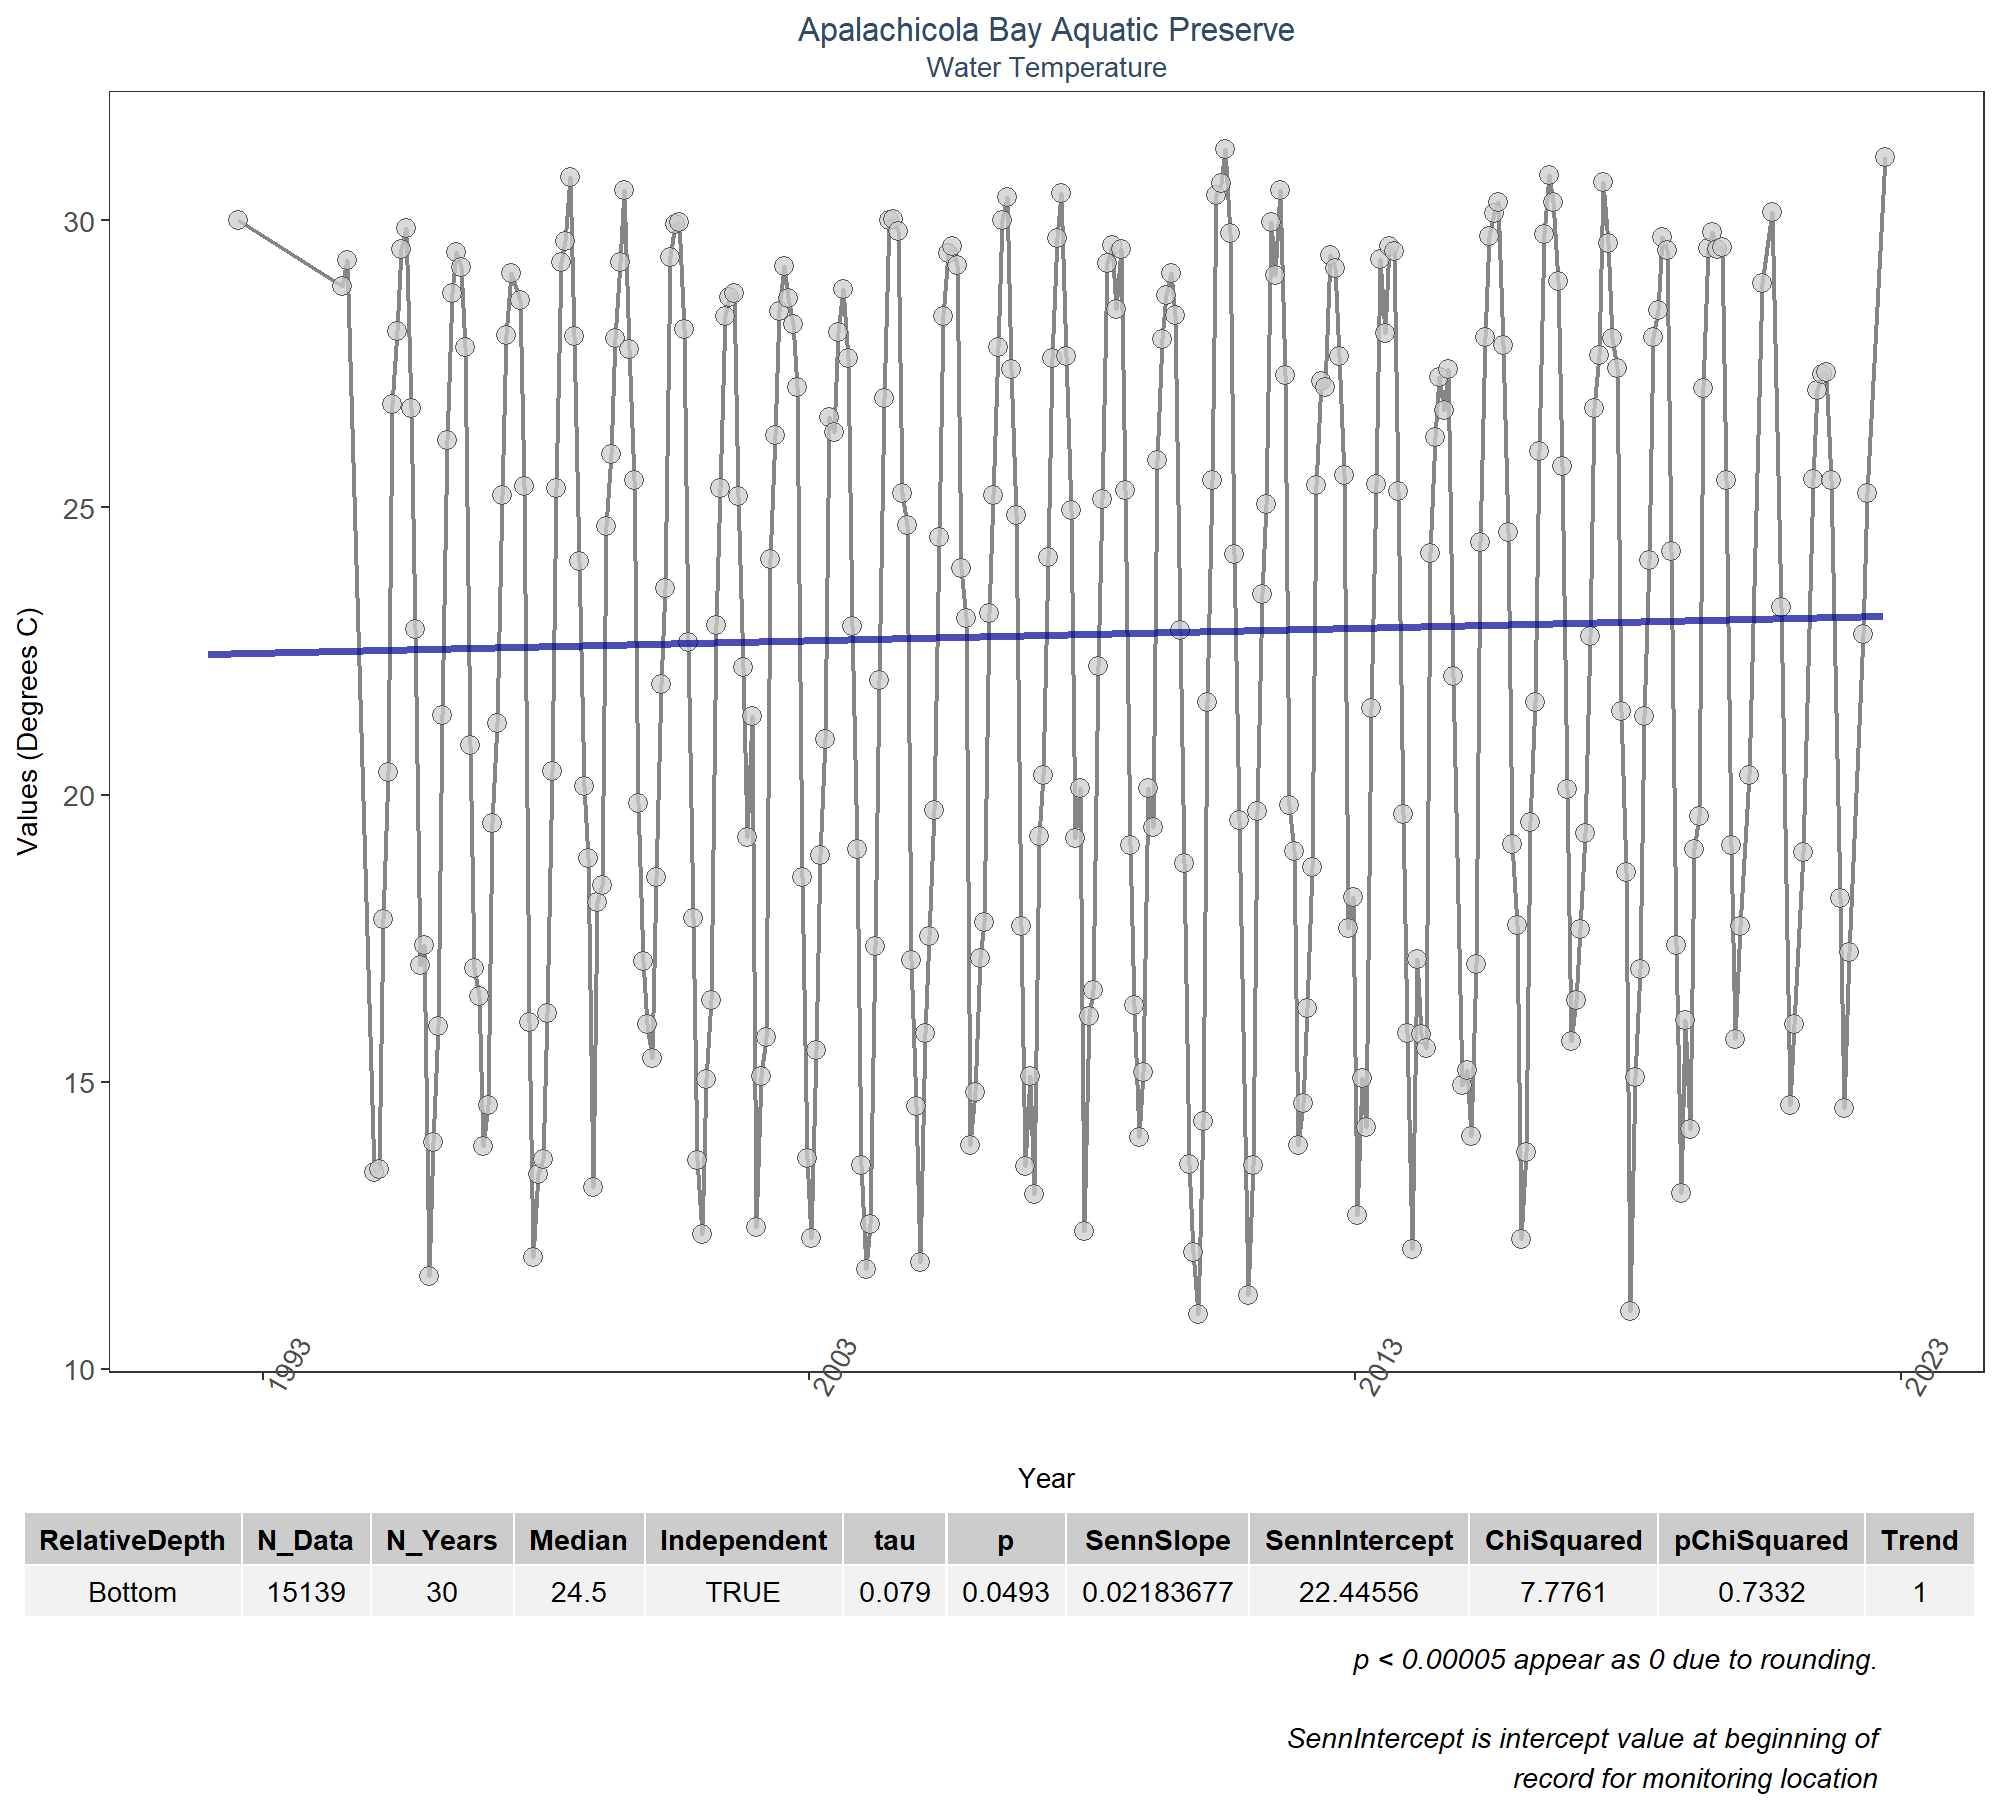 Apalachicola Bay Aquatic Preserve
Water Temperature
Values (Degrees C)
30
25
20
15
10
1993
2003
2013
2023
Year
RelativeDepth N_Data N_Years Median Independent tau p SennSlope SennIntercept ChiSquared pChiSquared Trend
Bottom 15139 30 24.5 TRUE 0.079 0.0493 0.02183677 22.44556 7.7761 0.7332 1
p < 0.00005 appear as 0 due to rounding.
SennIntercept is intercept value at beginning of
record for monitoring location